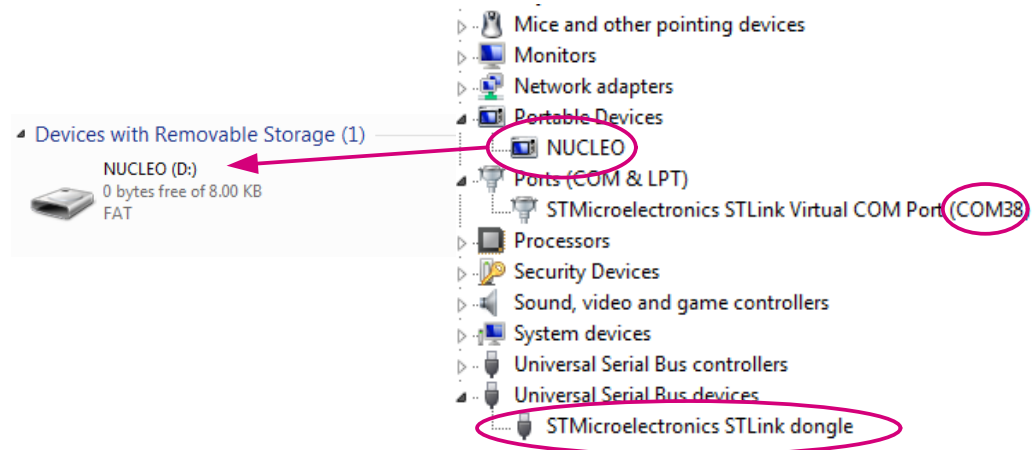 Devices with Removable Storage (1)
NUCLEO (D:)
0 bytes free of 8.00 KB
FAT
Mice and other pointing devices
Monitors
Network adapters
Portable Devices
NUCLEO
Ports (COM & LPT)
STMicroelectronics STLink Virtual COM Port (COM38)
Processors
Security Devices
Sound, video and game controllers
System devices
Universal Serial Bus controllers
Universal Serial Bus devices
STMicroelectronics STLink dongle